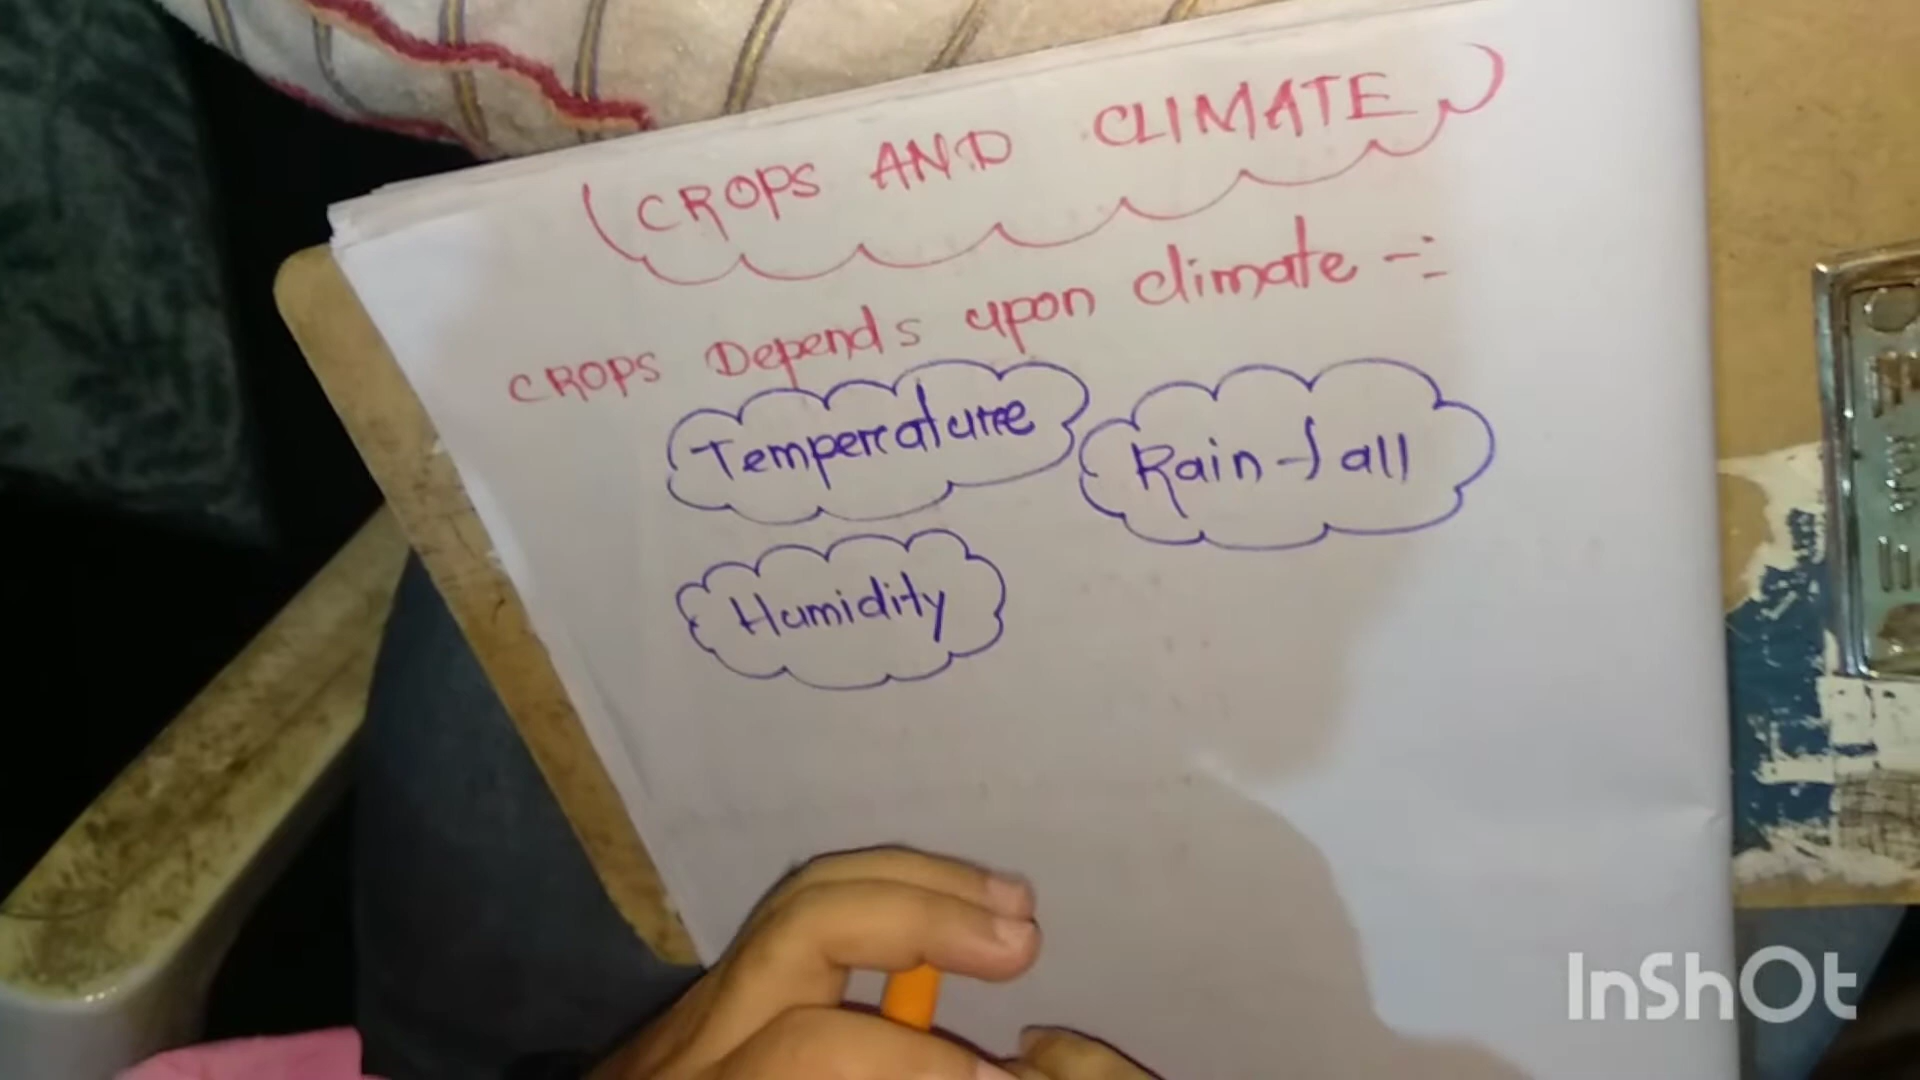 CROPS AND CLIMATE
CROPS Depends upon climate -:-
Temperature
Rain-fall
Humidity
InShOt